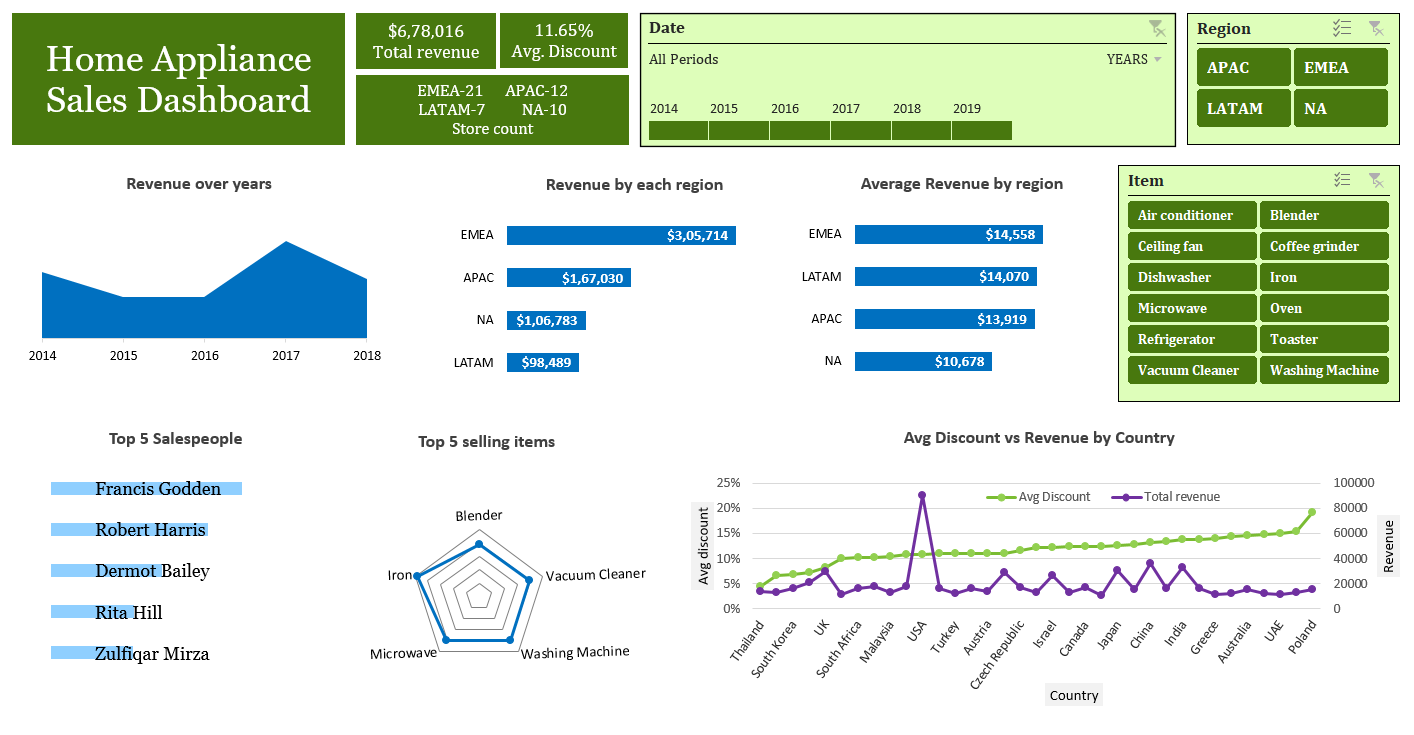 Home Appliance
Sales Dashboard
$6,78,016
Total revenue
11.65%
Avg. Discount
EMEA-21 APAC-12
LATAM-7 NA-10
Store count
Date
All Periods
YEARS
2014 2015 2016 2017 2018 2019
Region
APAC EMEA
LATAM NA
Revenue over years
2014 2015 2016 2017 2018
Revenue by each region
EMEA $3,05,714
APAC $1,67,030
NA $1,06,783
LATAM $98,489
Average Revenue by region
EMEA $14,558
LATAM $14,070
APAC $13,919
NA $10,678
Item
Air conditioner Blender
Ceiling fan Coffee grinder
Dishwasher Iron
Microwave Oven
Refrigerator Toaster
Vacuum Cleaner Washing Machine
Top 5 Salespeople
Francis Godden
Robert Harris
Dermot Bailey
Rita Hill
Zulfiqar Mirza
Top 5 selling items
Blender
Vacuum Cleaner
Washing Machine
Microwave
Iron
Avg Discount vs Revenue by Country
Avg Discount Total revenue
Avg discount
25%
20%
15%
10%
5%
0%
100000
80000
60000
40000
20000
0
Revenue
Thailand
South Korea
UK
South Africa
Malaysia
USA
Turkey
Austria
Czech Republic
Israel
Canada
Japan
China
India
Greece
Australia
UAE
Poland
Country